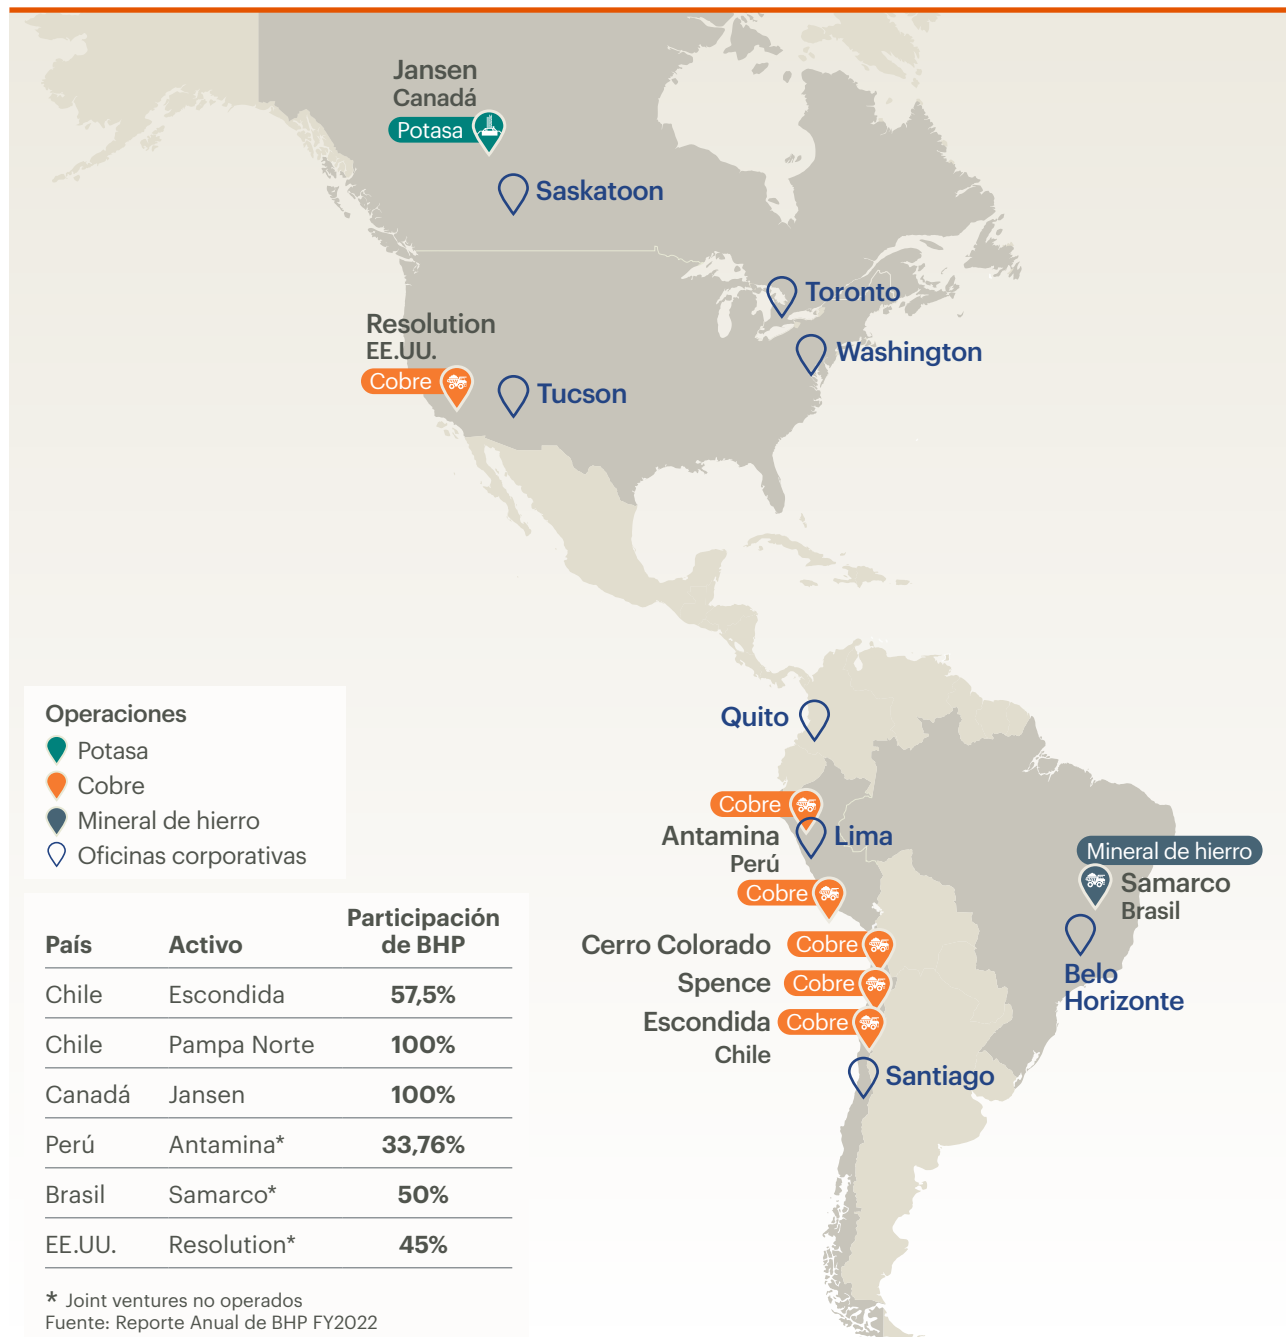 Jansen
Canadá
Potasa
Saskatoon
Toronto
Washington
Resolution
EE.UU.
Cobre
Tucson
Quito
Cobre
Antamina
Perú
Lima
Cobre
Mineral de hierro
Samarco
Brasil
Belo
Horizonte
Cerro Colorado
Cobre
Spence
Cobre
Escondida
Cobre
Chile
Santiago
Operaciones
Potasa
Cobre
Mineral de hierro
Oficinas corporativas
País Activo Participación de BHP
Chile Escondida 57,5%
Chile Pampa Norte 100%
Canadá Jansen 100%
Perú Antamina* 33,76%
Brasil Samarco* 50%
EE.UU. Resolution* 45%
* Joint ventures no operados
Fuente: Reporte Anual de BHP FY2022